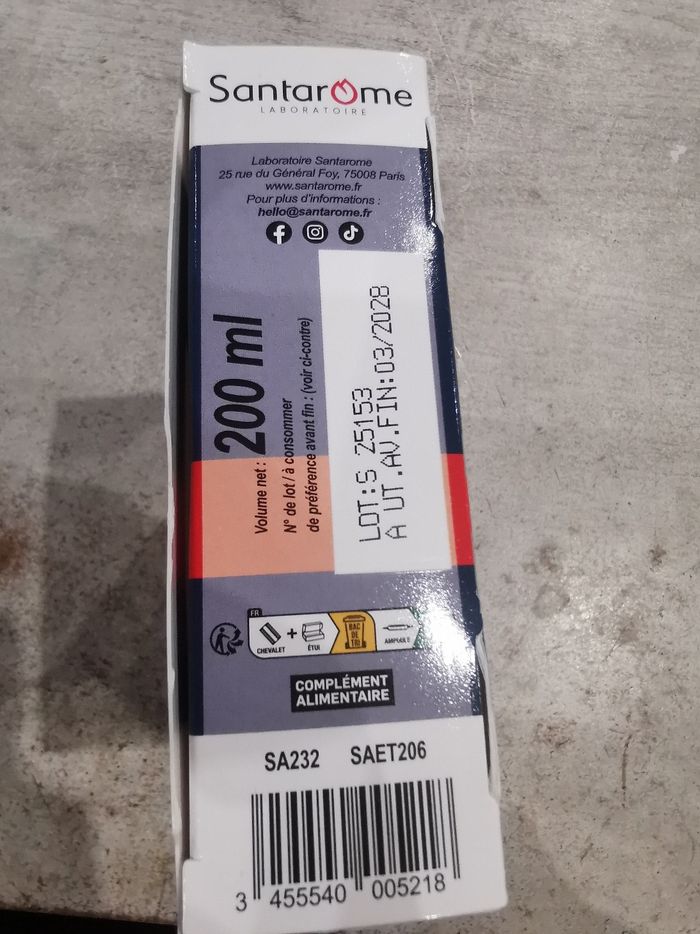 Santarome
LABORATOIRE
Laboratoire Santarome
25 rue du Général Foy, 75008 Paris
www.santarome.fr
Pour plus d'informations :
hello@santarome.fr
Volume net : 200 ml
N° de lot / à consommer
de préférence avant fin : (voir ci-contre)
LOT:S 25153
A UT.AV.FIN:03/2028
FR
CHEVALET + ÉTUI BAC DE TRI AMPOULE
COMPLÉMENT
ALIMENTAIRE
SA232 SAET206
3 455540 005218